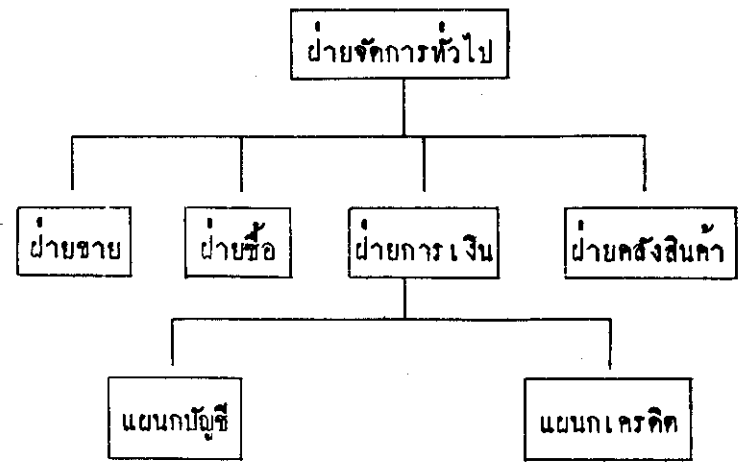 ฝ่ายจัดการทั่วไป
ฝ่ายขาย
ฝ่ายซื้อ
ฝ่ายการเงิน
ฝ่ายคลังสินค้า
แผนกบัญชี
แผนกเครดิต